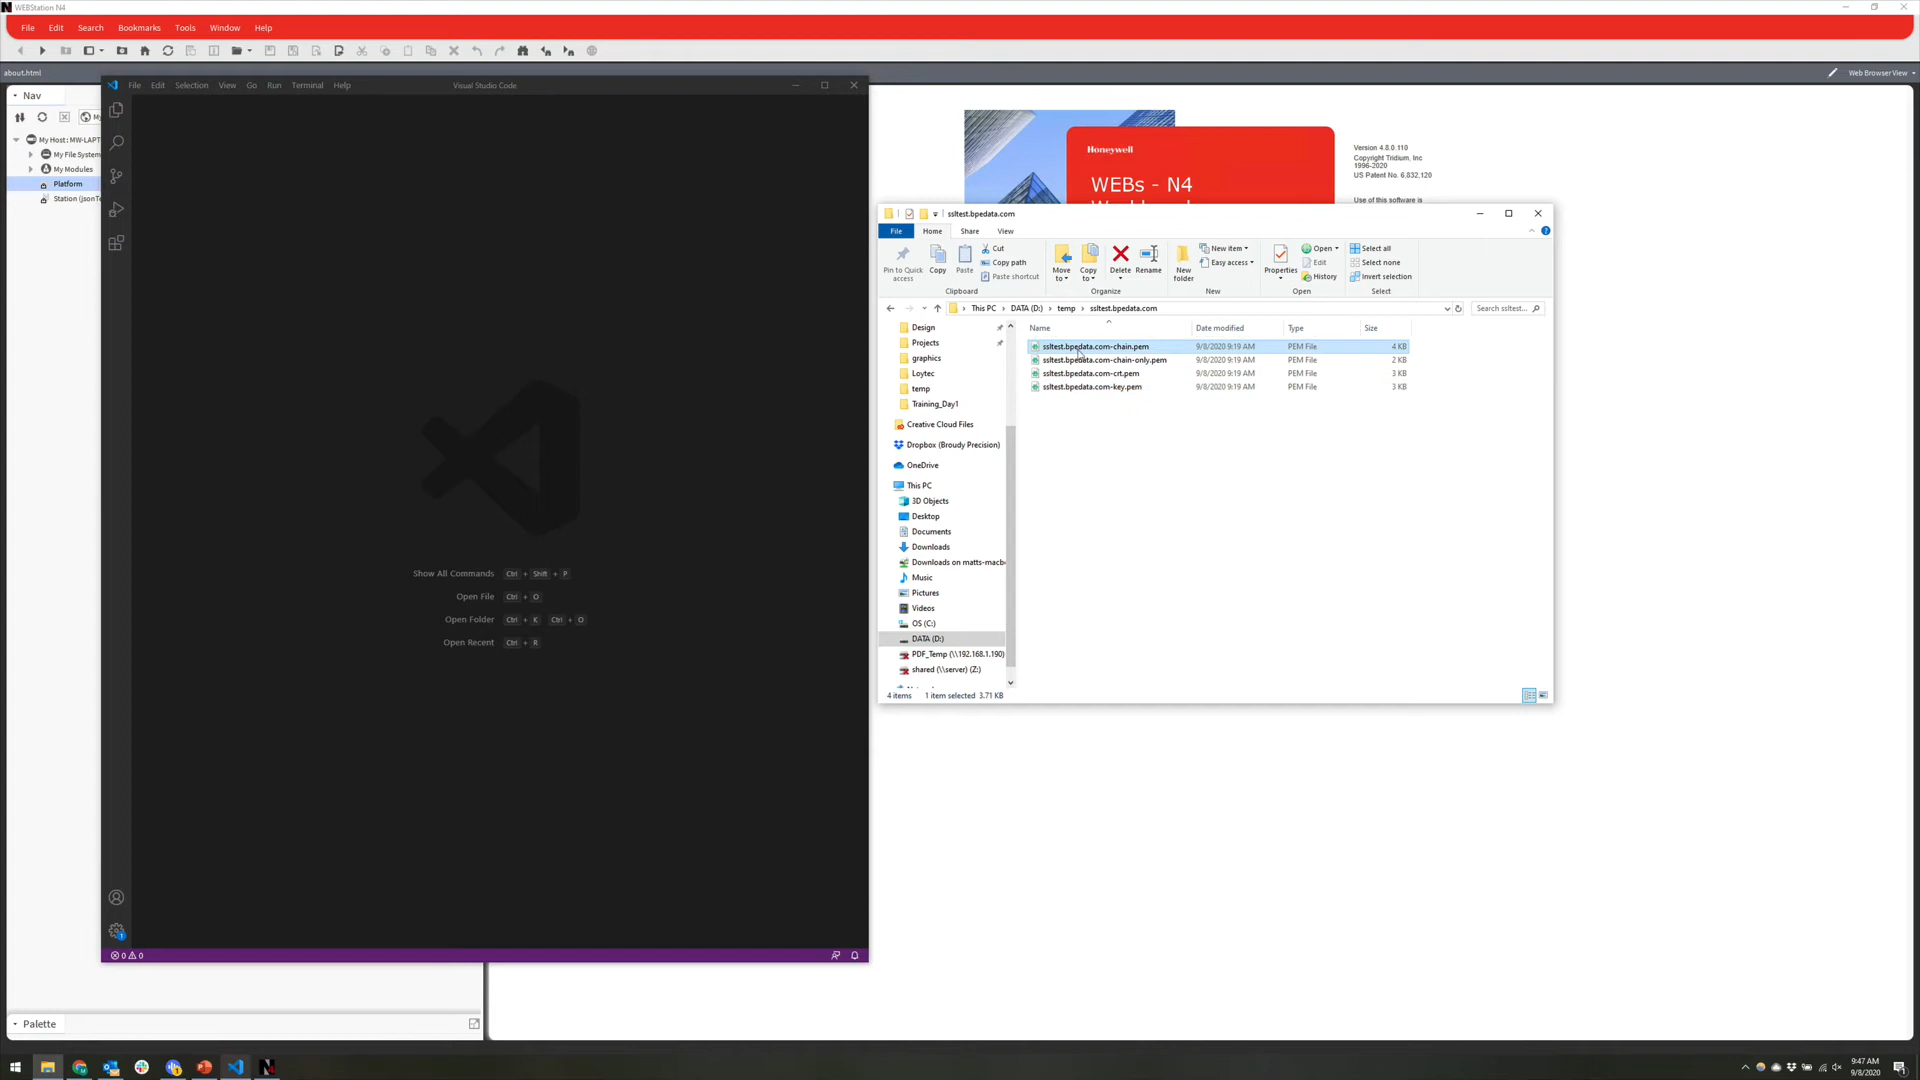 WEBStation N4
File Edit Search Bookmarks Tools Window Help
about.html
Web Browser View
Nav
My Host : MW-LAPT
My File System
My Modules
Platform
Station (jsonTe
Palette
File Edit Selection View Go Run Terminal Help
Visual Studio Code
Show All Commands Ctrl + Shift + P
Open File Ctrl + O
Open Folder Ctrl + K Ctrl + O
Open Recent Ctrl + R
0 0
Honeywell
WEBs - N4
Version 4.8.0.110
Copyright Tridium, Inc
1996-2020
US Patent No. 6,832,120
Use of this software is
ssltest.bpedata.com
File Home Share View
Pin to Quick access
Copy
Paste
Cut
Copy path
Paste shortcut
Clipboard
Move to
Copy to
Delete
Rename
Organize
New folder
New item
Easy access
New
Properties
Open
Edit
History
Open
Select all
Select none
Invert selection
Select
This PC > DATA (D:) > temp > ssltest.bpedata.com
Search ssltest...
Name Date modified Type Size
ssltest.bpedata.com-chain.pem 9/8/2020 9:19 AM PEM File 4 KB
ssltest.bpedata.com-chain-only.pem 9/8/2020 9:19 AM PEM File 2 KB
ssltest.bpedata.com-crt.pem 9/8/2020 9:19 AM PEM File 3 KB
ssltest.bpedata.com-key.pem 9/8/2020 9:19 AM PEM File 3 KB
Design
Projects
graphics
Loytec
temp
Training_Day1
Creative Cloud Files
Dropbox (Broudy Precision)
OneDrive
This PC
3D Objects
Desktop
Documents
Downloads
Downloads on matts-macb
Music
Pictures
Videos
OS (C:)
DATA (D:)
PDF_Temp (\\192.168.1.190)
shared (\\server) (Z:)
4 items 1 item selected 3.71 KB
9:47 AM
9/8/2020